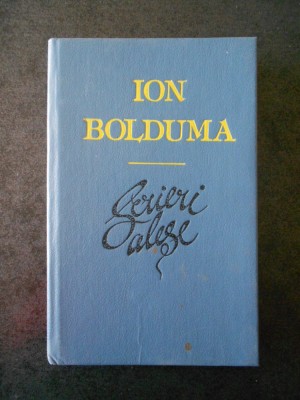 ION
BOLDUMA
Scrieri
alese